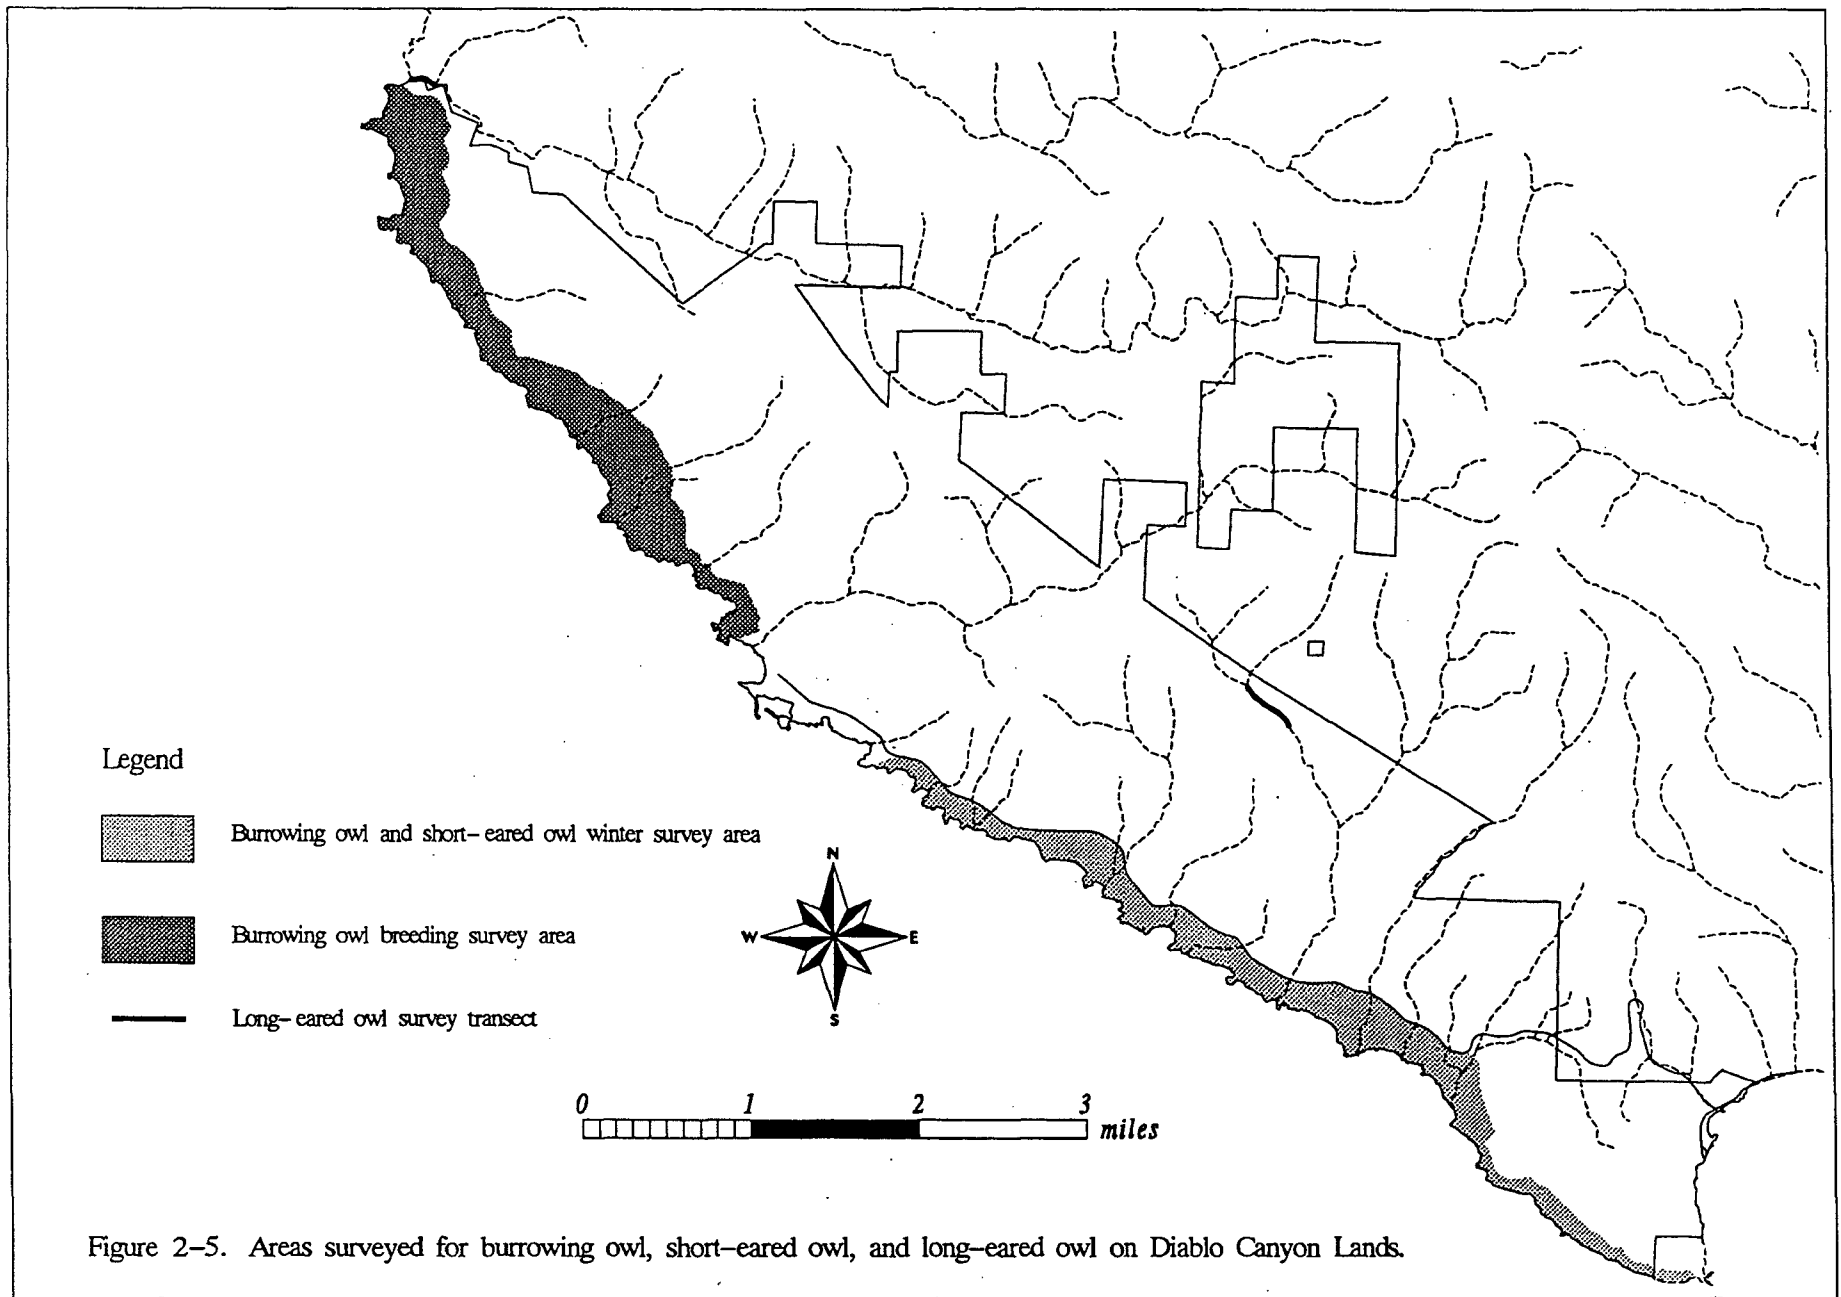 Legend
Burrowing owl and short-eared owl winter survey area
Burrowing owl breeding survey area
Long-eared owl survey transect
N
W E
S
0 1 2 3
miles
Figure 2-5. Areas surveyed for burrowing owl, short-eared owl, and long-eared owl on Diablo Canyon Lands.